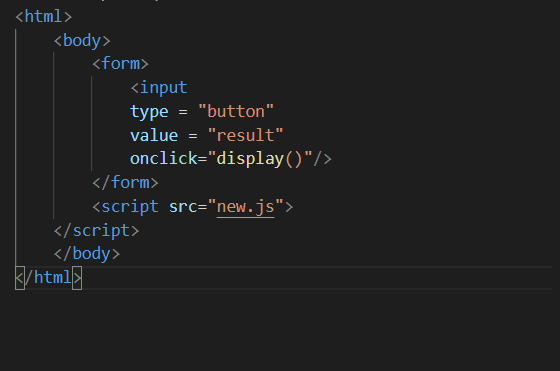 <html>
<body>
<form>
<input
type = "button"
value = "result"
onclick="display()"/>
</form>
<script src="new.js">
</script>
</body>
</html>